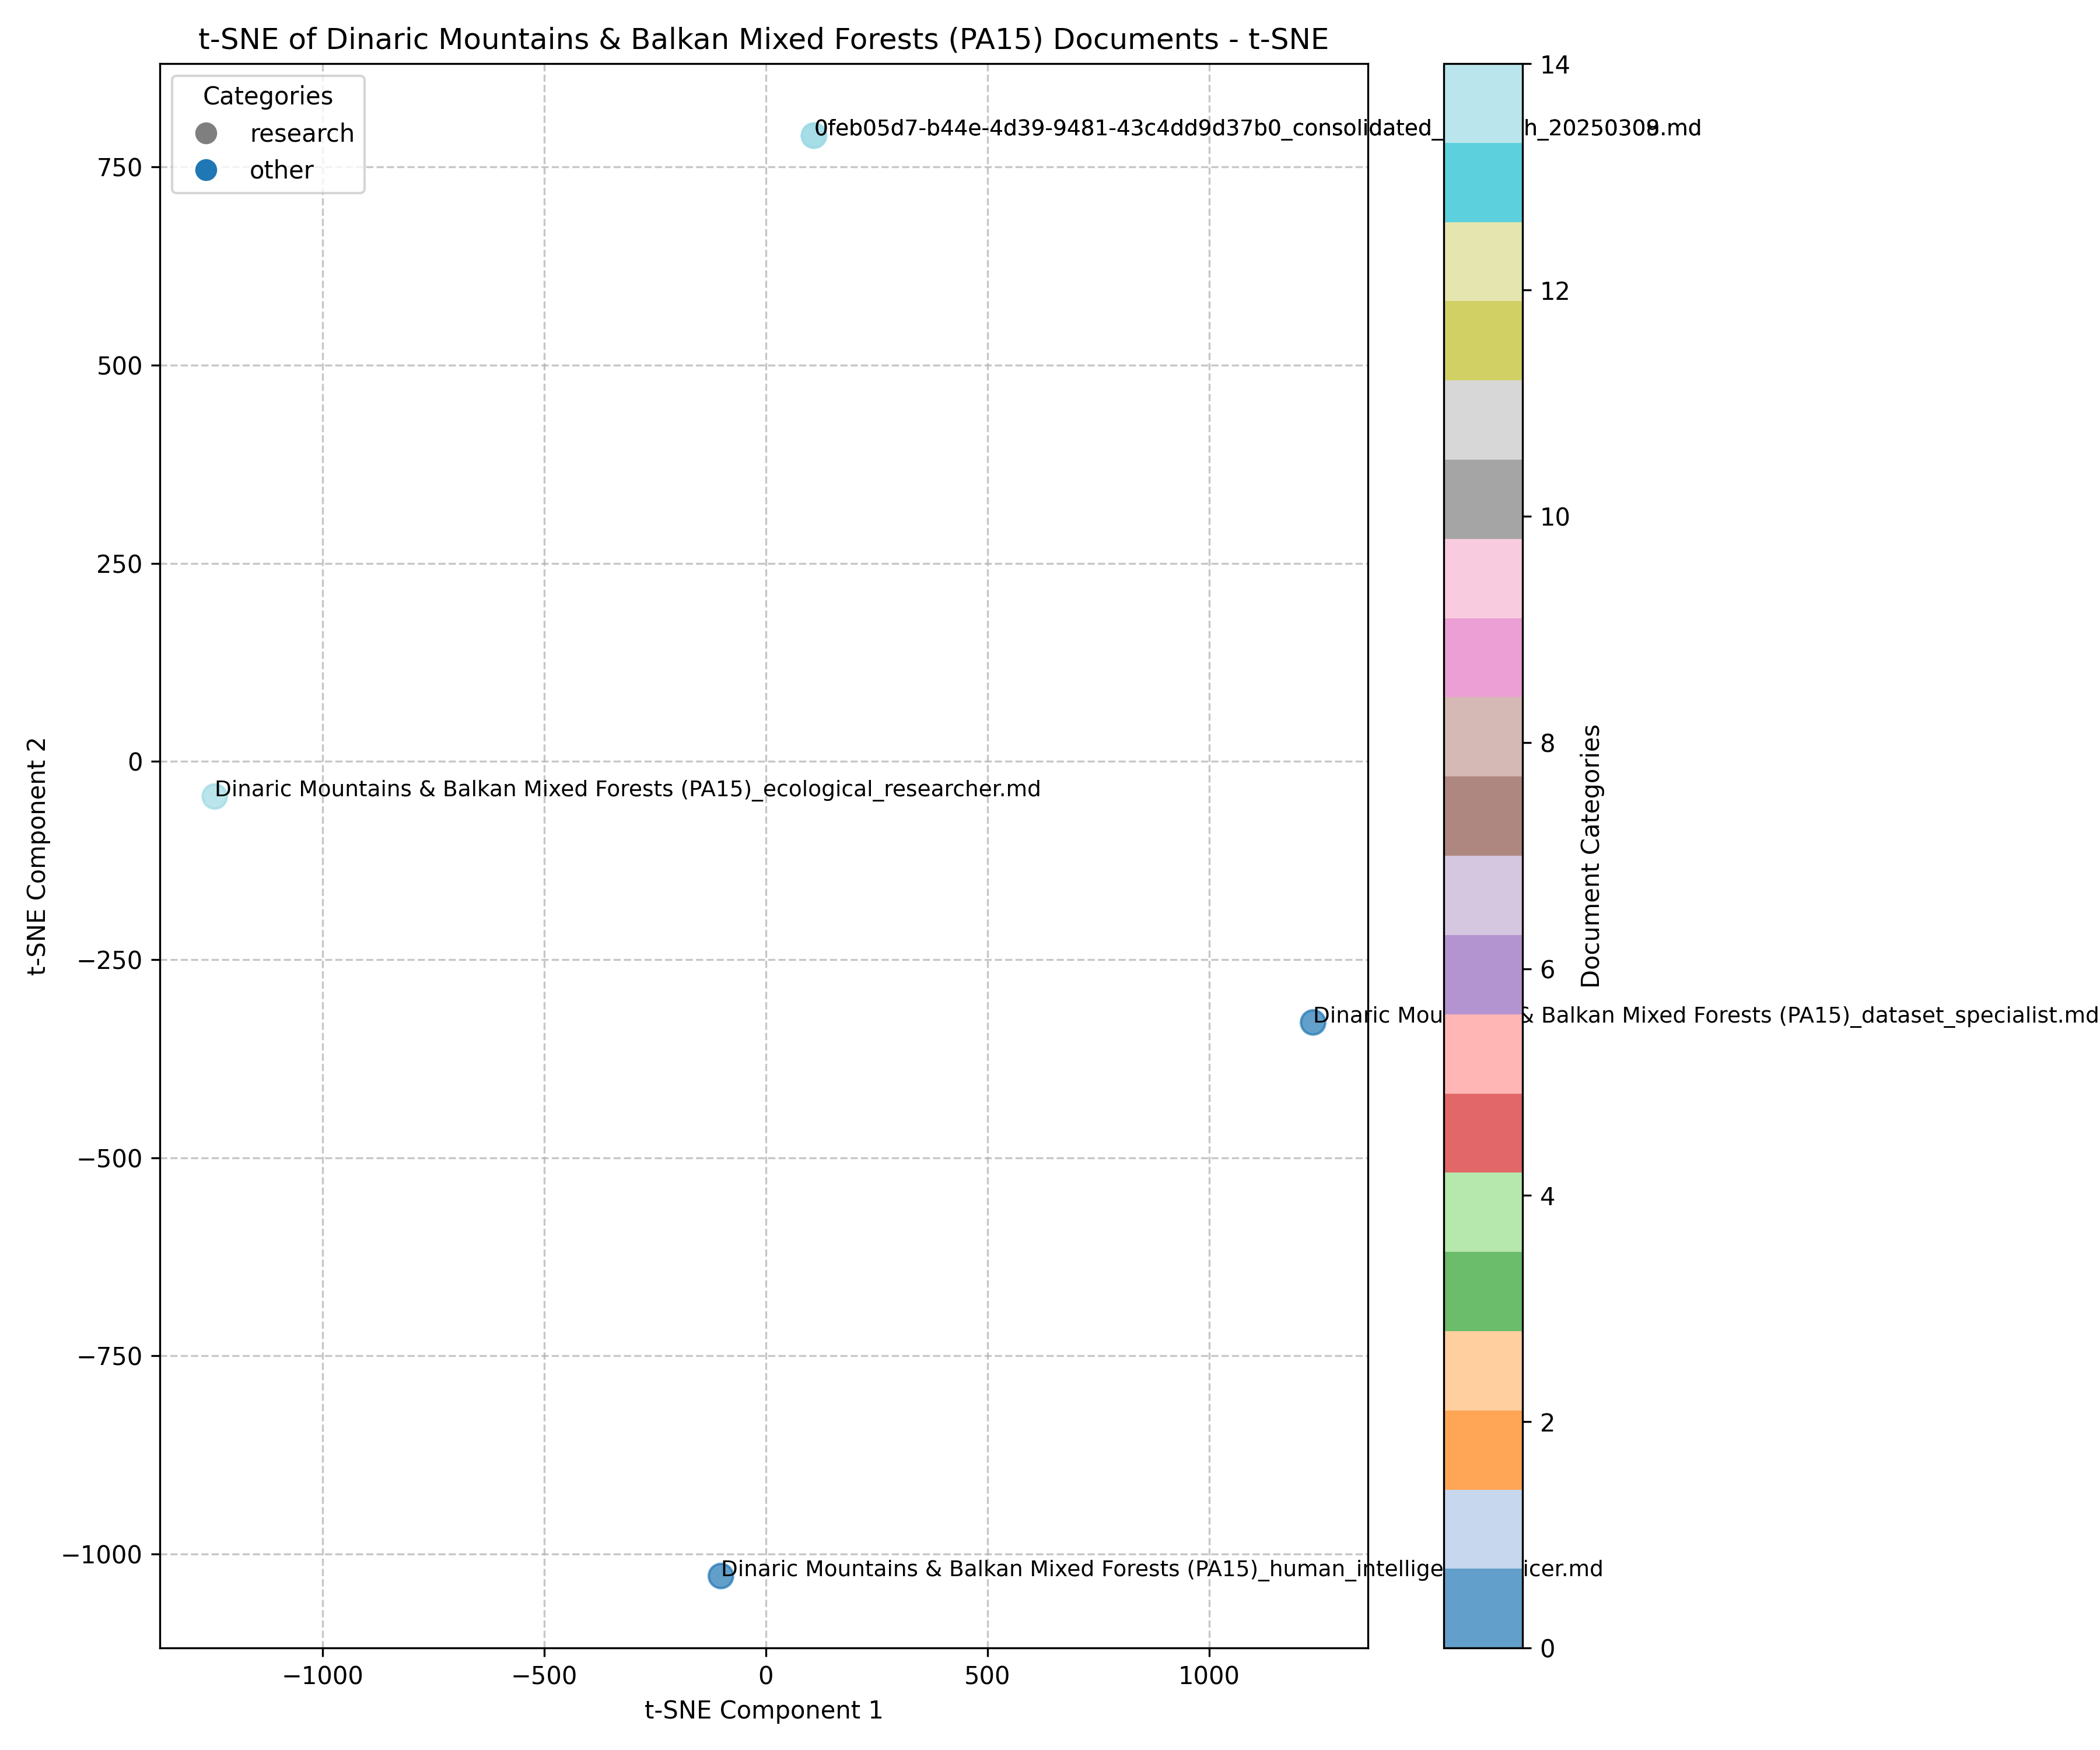 t-SNE of Dinaric Mountains & Balkan Mixed Forests (PA15) Documents - t-SNE
Categories
research
other
0feb05d7-b44e-4d39-9481-43c4dd9d37b0_consolidated_
Dinaric Mountains & Balkan Mixed Forests (PA15)_ecological_researcher.md
Dinaric Mou & Balkan Mixed Forests (PA15)_dataset_specialist.md
Dinaric Mountains & Balkan Mixed Forests (PA15)_human_intellige icer.md
750
500
250
0
−250
−500
−750
−1000
t-SNE Component 2
−1000
−500
0
500
1000
t-SNE Component 1
14
12
10
8
6
4
2
0
Document Categories